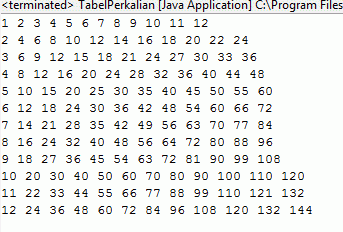 <terminated> TabelPerkalian [Java Application] C:\Program Files
1 2 3 4 5 6 7 8 9 10 11 12
2 4 6 8 10 12 14 16 18 20 22 24
3 6 9 12 15 18 21 24 27 30 33 36
4 8 12 16 20 24 28 32 36 40 44 48
5 10 15 20 25 30 35 40 45 50 55 60
6 12 18 24 30 36 42 48 54 60 66 72
7 14 21 28 35 42 49 56 63 70 77 84
8 16 24 32 40 48 56 64 72 80 88 96
9 18 27 36 45 54 63 72 81 90 99 108
10 20 30 40 50 60 70 80 90 100 110 120
11 22 33 44 55 66 77 88 99 110 121 132
12 24 36 48 60 72 84 96 108 120 132 144